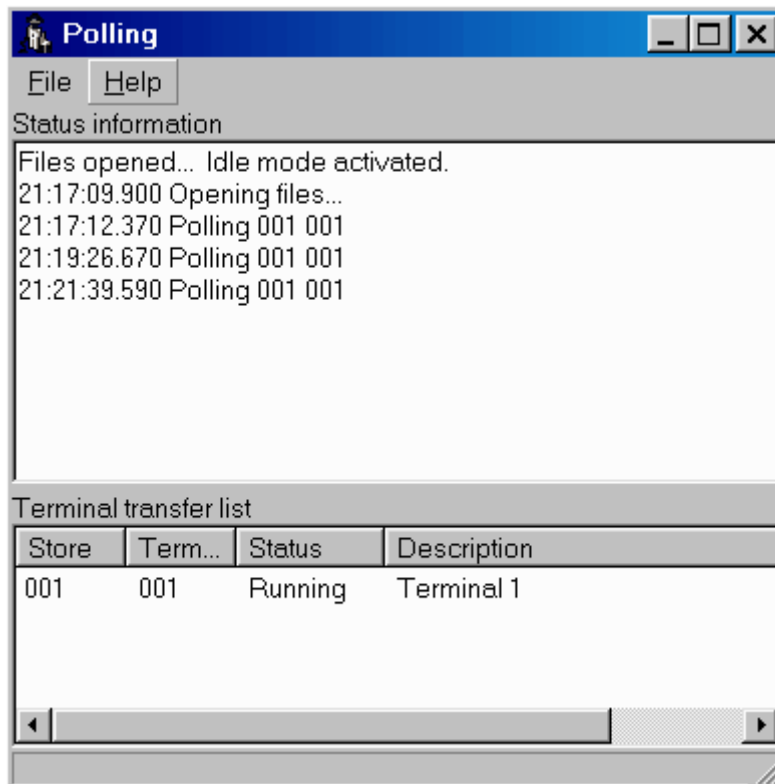 Polling
File Help
Status information
Files opened... Idle mode activated.
21:17:09.900 Opening files...
21:17:12.370 Polling 001 001
21:19:26.670 Polling 001 001
21:21:39.590 Polling 001 001
Terminal transfer list
Store Term... Status Description
001 001 Running Terminal 1